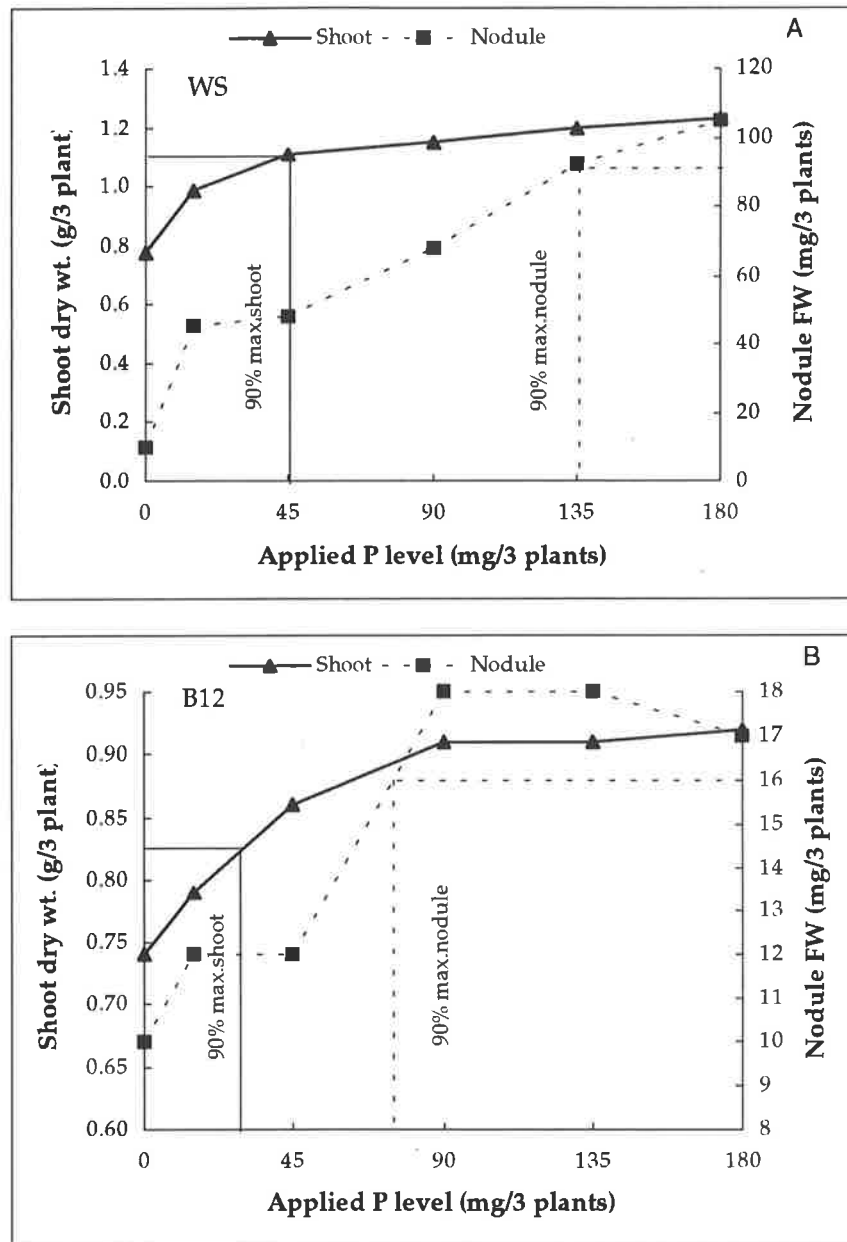 A
Shoot Nodule
WS
1.4
1.2
1.0
0.8
0.6
0.4
0.2
0.0
Shoot dry wt. (g/3 plant)
120
100
80
60
40
20
0
Nodule FW (mg/3 plants)
90% max.shoot
90% max.nodule
0 45 90 135 180
Applied P level (mg/3 plants)
B
Shoot Nodule
B12
0.95
0.90
0.85
0.80
0.75
0.70
0.65
0.60
Shoot dry wt. (g/3 plant)
18
17
16
15
14
13
12
11
10
9
8
Nodule FW (mg/3 plants)
90% max.shoot
90% max.nodule
0 45 90 135 180
Applied P level (mg/3 plants)